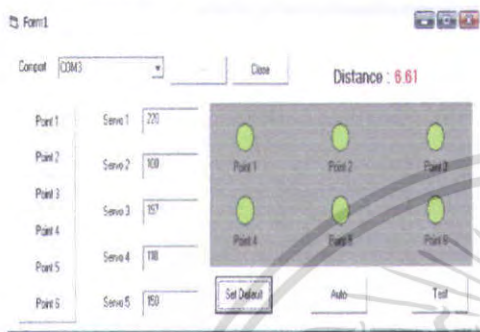 Form1
Comport COM3 Close Distance : 6.61
Point 1 Servo 1 220
Point 2 Servo 2 100 Point 1 Point 2 Point 3
Point 3 Servo 3 157
Point 4 Servo 4 118 Point 4 Point 5
Point 5 Servo 5 150
Point 6 Set Default Auto Test